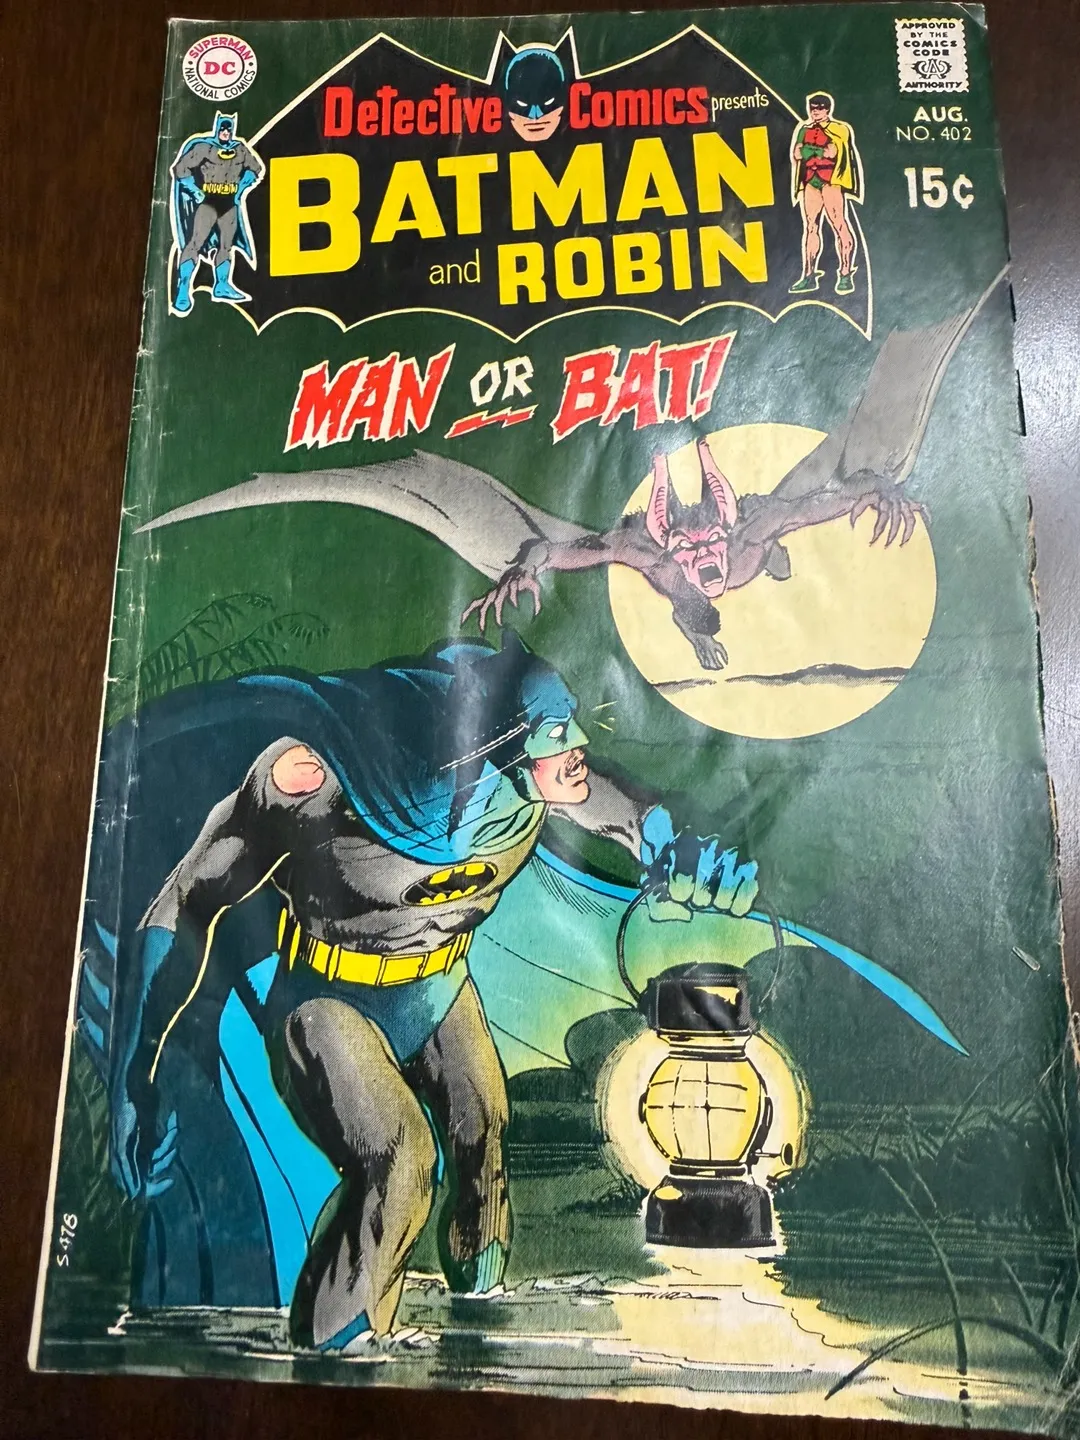 SUPERMAN
DC
NATIONAL COMICS
APPROVED
BY THE
COMICS
CODE
AUTHORITY
Detective Comics presents
BATMAN
and ROBIN
AUG.
NO. 402
15¢
MAN OR BAT!